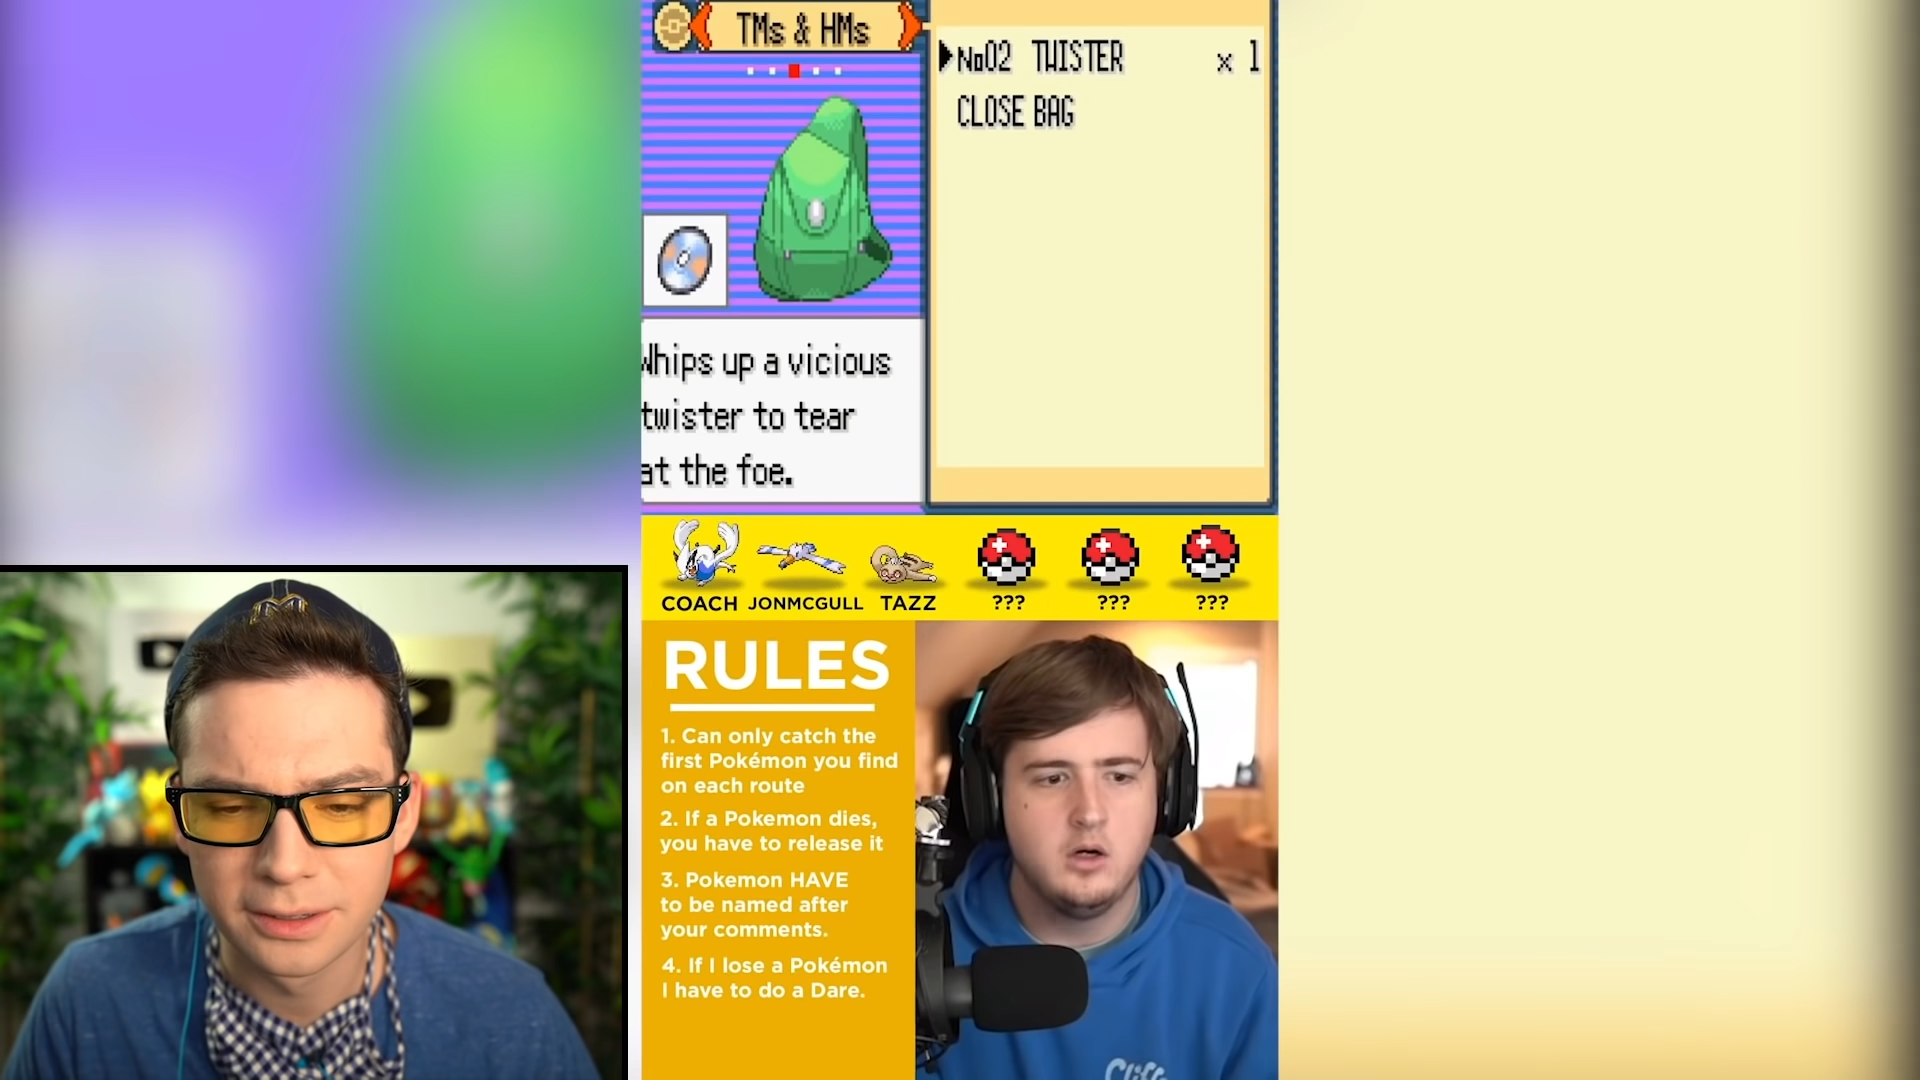 TMs & HMs
No02 TWISTER x 1
CLOSE BAG
Whips up a vicious
twister to tear
at the foe.
COACH JONMCGULL TAZZ ??? ??? ???
RULES
1. Can only catch the
first Pokémon you find
on each route
2. If a Pokemon dies,
you have to release it
3. Pokemon HAVE
to be named after
your comments.
4. If I lose a Pokémon
I have to do a Dare.